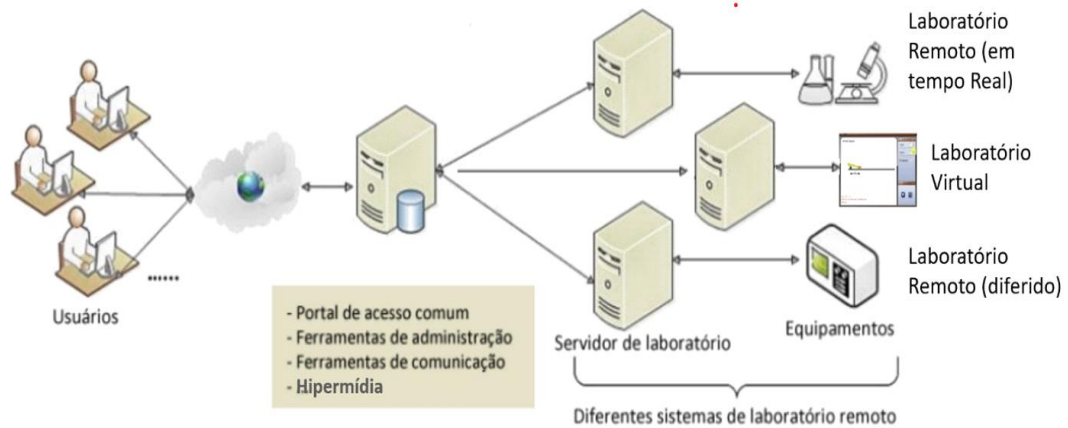 Usuários
......
- Portal de acesso comum
- Ferramentas de administração
- Ferramentas de comunicação
- Hipermídia
Servidor de laboratório
Equipamentos
Diferentes sistemas de laboratório remoto
Laboratório
Remoto (em
tempo Real)
Laboratório
Virtual
Laboratório
Remoto (diferido)